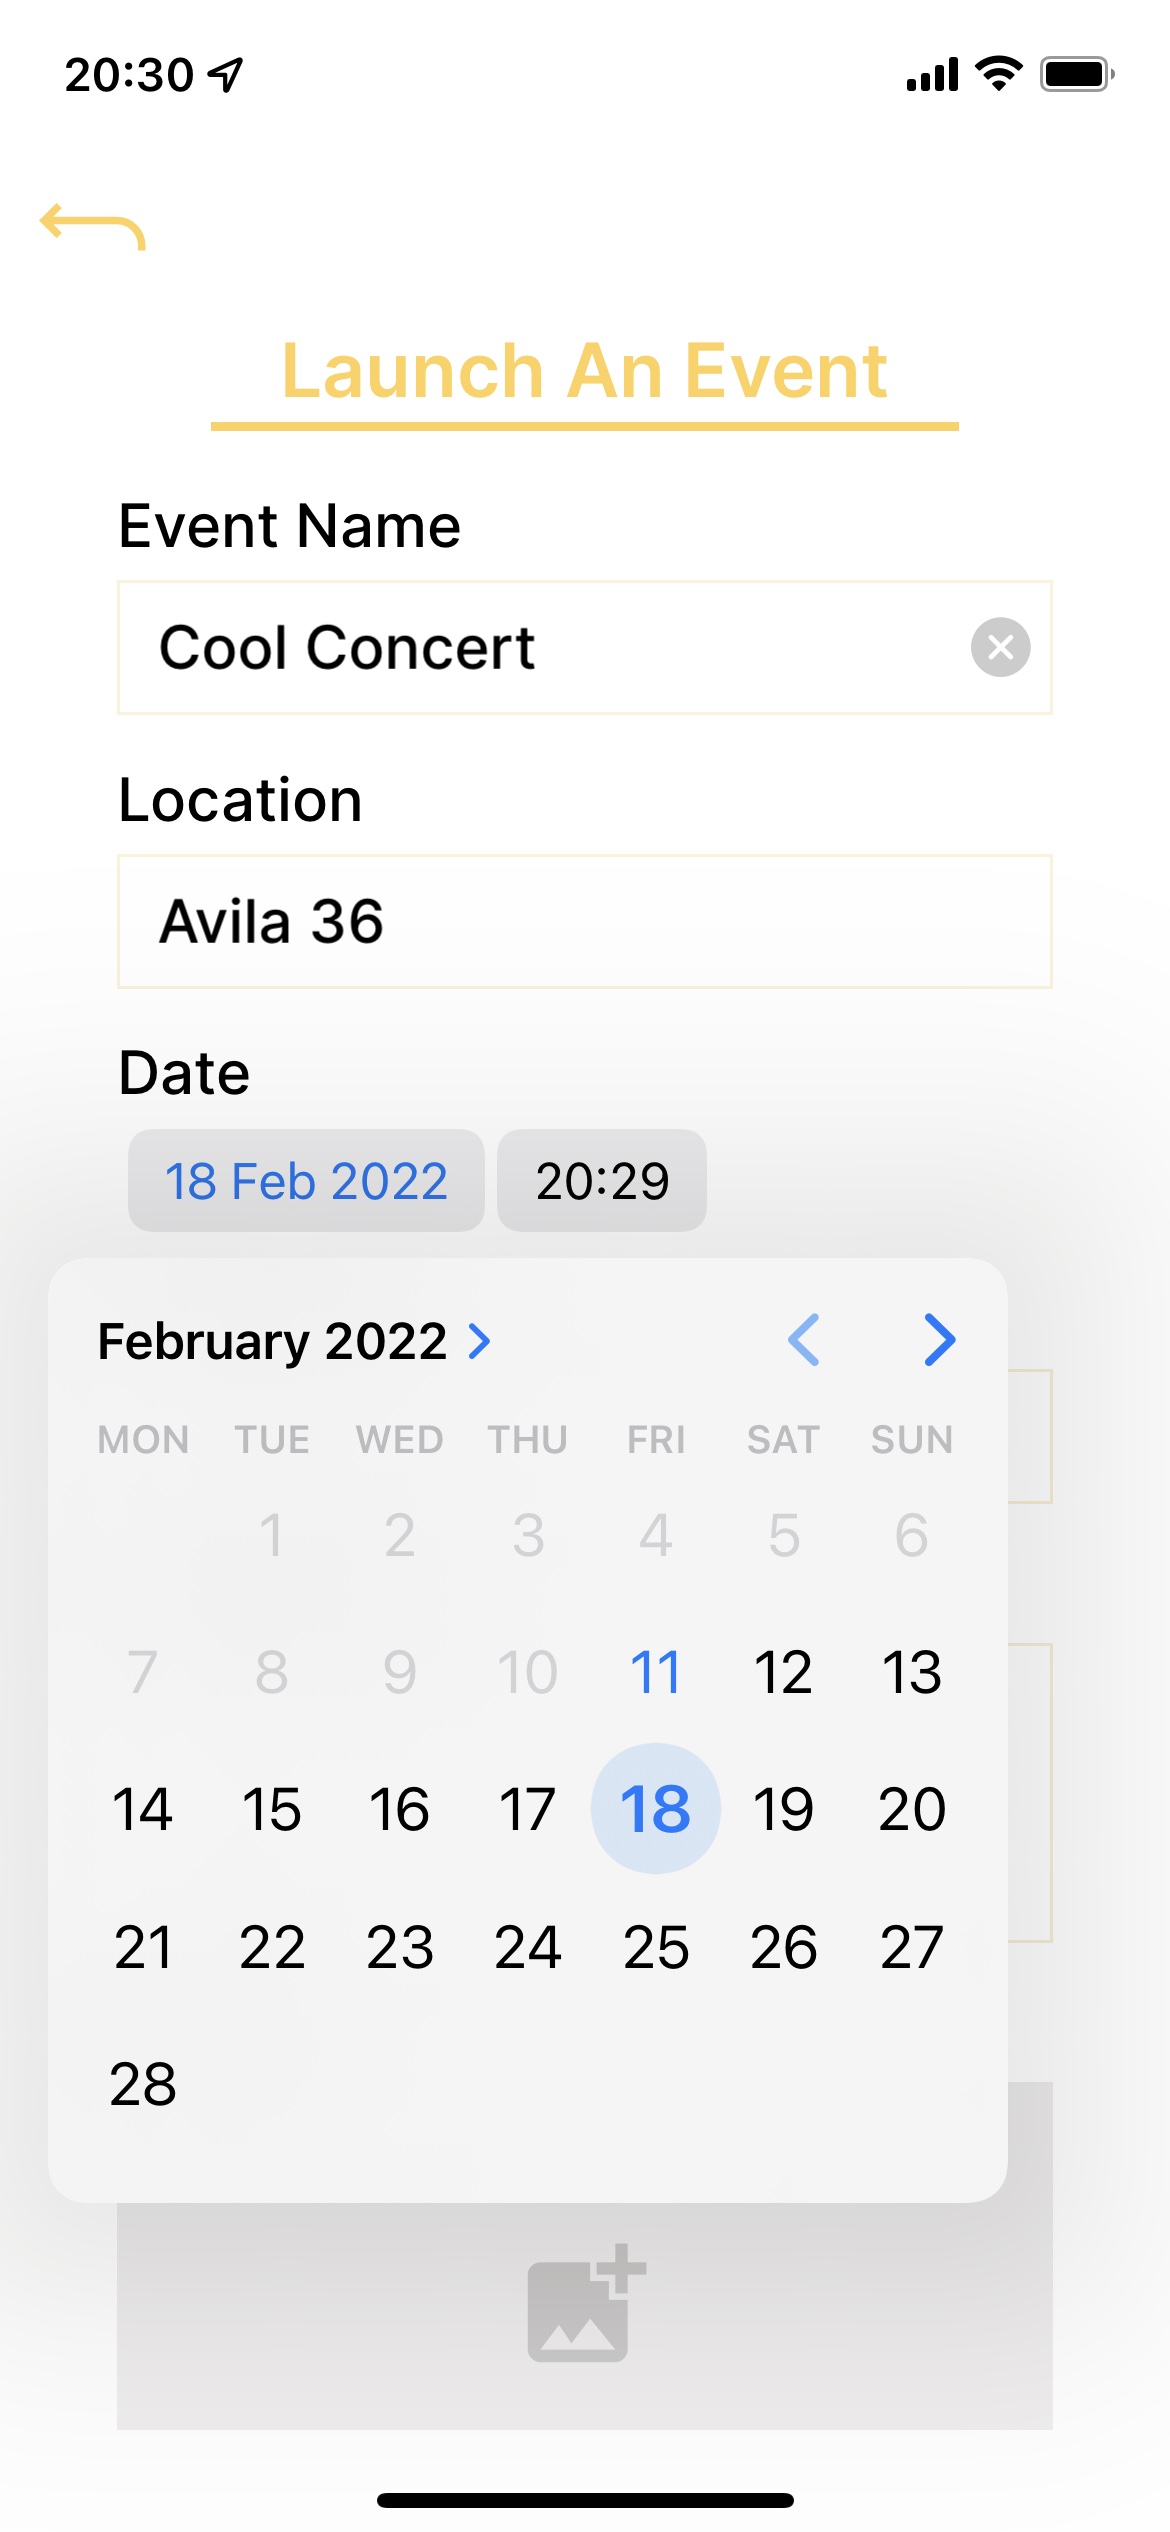 20:30
Launch An Event
Event Name
Cool Concert
Location
Avila 36
Date
18 Feb 2022 20:29
February 2022
MON TUE WED THU FRI SAT SUN
1 2 3 4 5 6
7 8 9 10 11 12 13
14 15 16 17 18 19 20
21 22 23 24 25 26 27
28